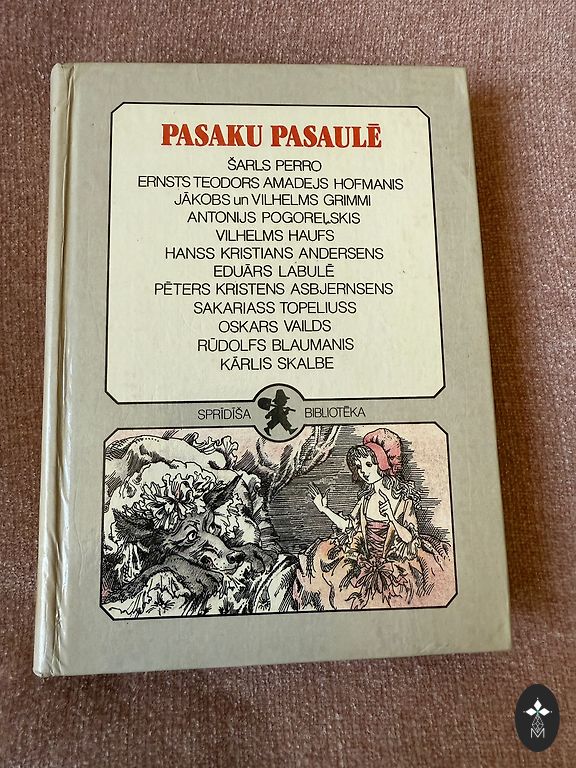 PASAKU PASAULĒ
ŠARLS PERRO
ERNSTS TEODORS AMADEJS HOFMANIS
JĀKOBS un VILHELMS GRIMMI
ANTONIJS POGOREĻSKIS
VILHELMS HAUFS
HANSS KRISTIANS ANDERSENS
EDUĀRS LABULĒ
PĒTERS KRISTENS ASBJERNSENS
SAKARIASS TOPELIUSS
OSKARS VAILDS
RŪDOLFS BLAUMANIS
KĀRLIS SKALBE
SPRĪDĪŠA BIBLIOTĒKA
M